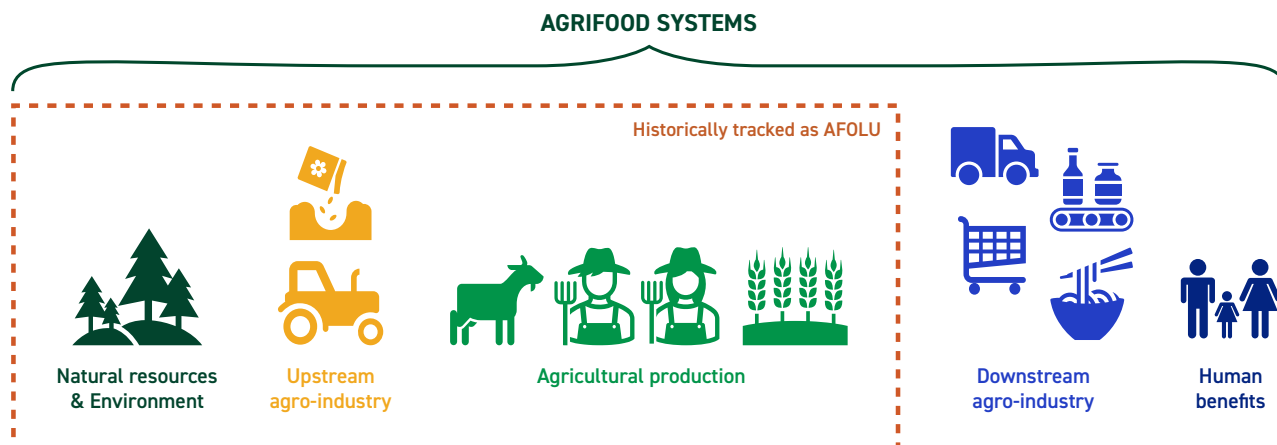 AGRIFOOD SYSTEMS
Historically tracked as AFOLU
Natural resources
& Environment
Upstream
agro-industry
Agricultural production
Downstream
agro-industry
Human
benefits